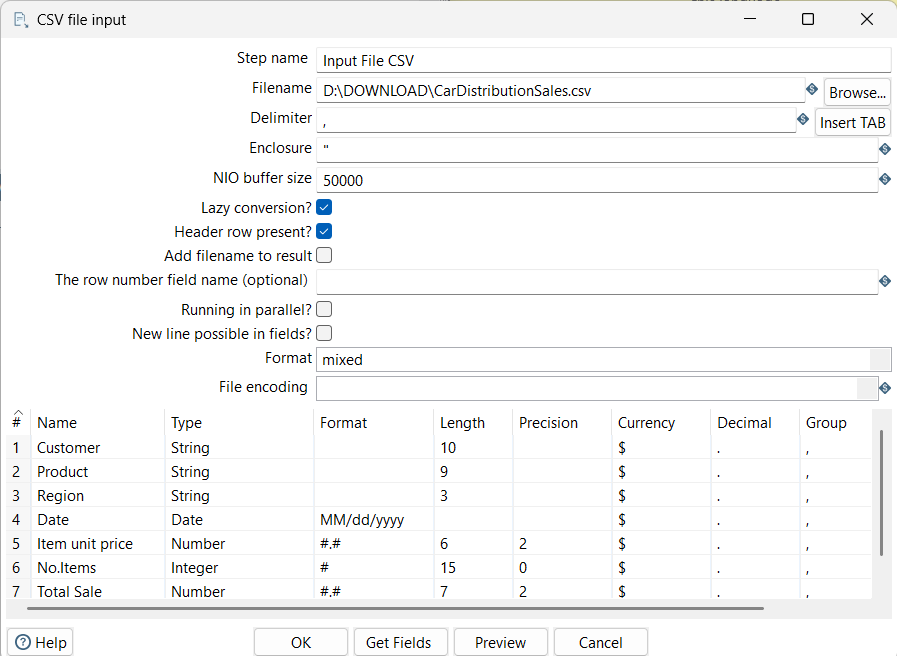 CSV file input
Step name Input File CSV
Filename D:\DOWNLOAD\CarDistributionSales.csv Browse...
Delimiter , Insert TAB
Enclosure "
NIO buffer size 50000
Lazy conversion?
Header row present?
Add filename to result
The row number field name (optional)
Running in parallel?
New line possible in fields?
Format mixed
File encoding
# Name Type Format Length Precision Currency Decimal Group
1 Customer String 10 $ . ,
2 Product String 9 $ . ,
3 Region String 3 $ . ,
4 Date Date MM/dd/yyyy $ . ,
5 Item unit price Number #.# 6 2 $ . ,
6 No.Items Integer # 15 0 $ . ,
7 Total Sale Number #.# 7 2 $ . ,
Help OK Get Fields Preview Cancel